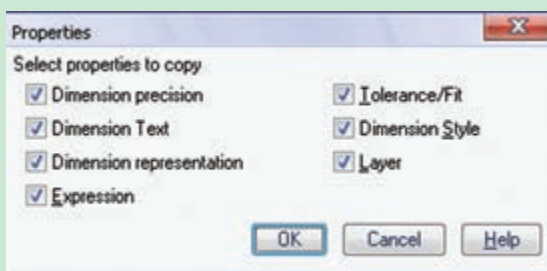 Properties
Select properties to copy
Dimension precision
Tolerance/Fit
Dimension Text
Dimension Style
Dimension representation
Layer
Expression
OK
Cancel
Help